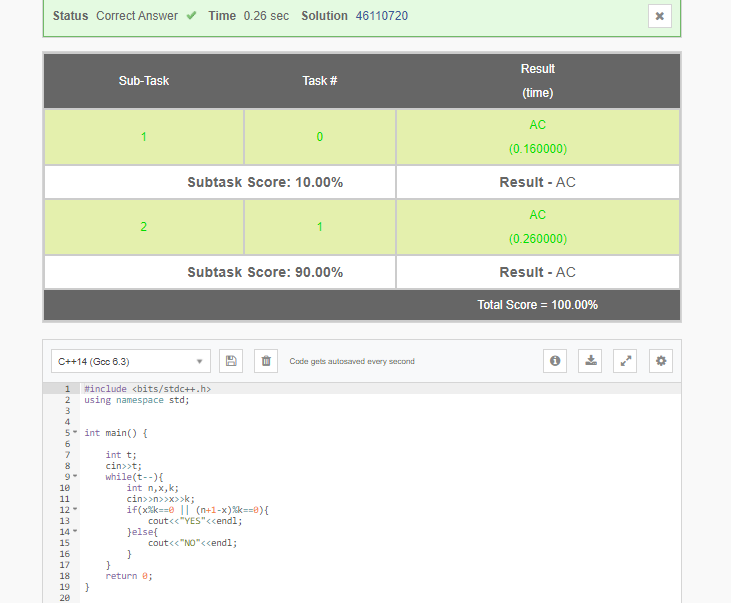 Status Correct Answer ✔ Time 0.26 sec Solution 46110720
Sub-Task Task # Result
(time)
1 0 AC
(0.160000)
Subtask Score: 10.00% Result - AC
2 1 AC
(0.260000)
Subtask Score: 90.00% Result - AC
Total Score = 100.00%
C++14 (Gcc 6.3) Code gets autosaved every second
1 #include <bits/stdc++.h>
2 using namespace std;
3
4
5 int main() {
6
7 int t;
8 cin>>t;
9 while(t--){
10 int n,x,k;
11 cin>>n>>x>>k;
12 if(x%k==0 || (n+1-x)%k==0){
13 cout<<"YES"<<endl;
14 }else{
15 cout<<"NO"<<endl;
16 }
17 }
18 return 0;
19 }
20